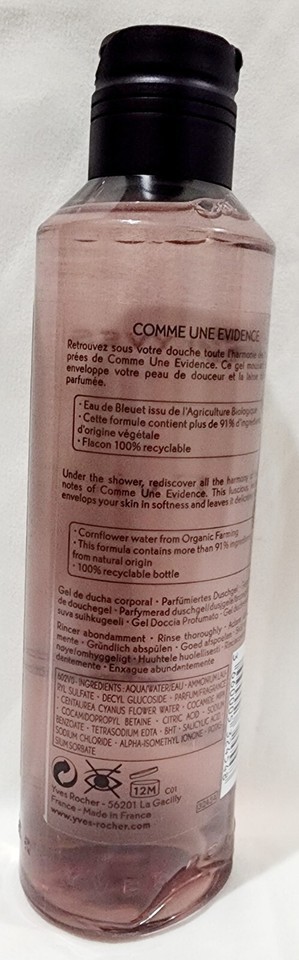 COMME UNE EVIDENCE
Retrouvez sous votre douche toute l'harmonie
prées de Comme Une Evidence. Ce gel
enveloppe votre peau de douceur et la
parfumée.
· Eau de Bleuet issu de l'Agriculture Biologique
· Cette formule contient plus de 91%
d'origine végétale
· Flacon 100% recyclable
Under the shower, rediscover all the harmony
notes of Comme Une Evidence. This luscious
envelops your skin in softness and leaves it
· Cornflower water from Organic Farming
· This formula contains more than 91%
from natural origin
· 100% recyclable bottle
Gel de ducha corporal · Parfümiertes Duschgel
de douchegel · Parfymerad duschgel/
suva suihkugeeli · Gel Doccia Profumato
Rincer abondamment · Rinse thoroughly
mente · Gründlich abspülen · Goed afspoelen
noye/omhyggeligt · Huuhtele huolellisesti
dentemente · Enxague abundantemente
INGREDIENTS : AQUA/WATER/EAU · AMMONIUM
RYL SULFATE · DECYL GLUCOSIDE · PARFUM/FRAGRANCE
· CENTAUREA CYANUS FLOWER WATER · COCAMIDE
· COCAMIDOPROPYL BETAINE · CITRIC ACID
BENZOATE · TETRASODIUM EDTA · BHT · SALICYLIC ACID
SODIUM CHLORIDE · ALPHA-ISOMETHYL IONONE
SIUM SORBATE
12M C01
Yves Rocher - 56201 La Gacilly
France - Made in France
www.yves-rocher.com